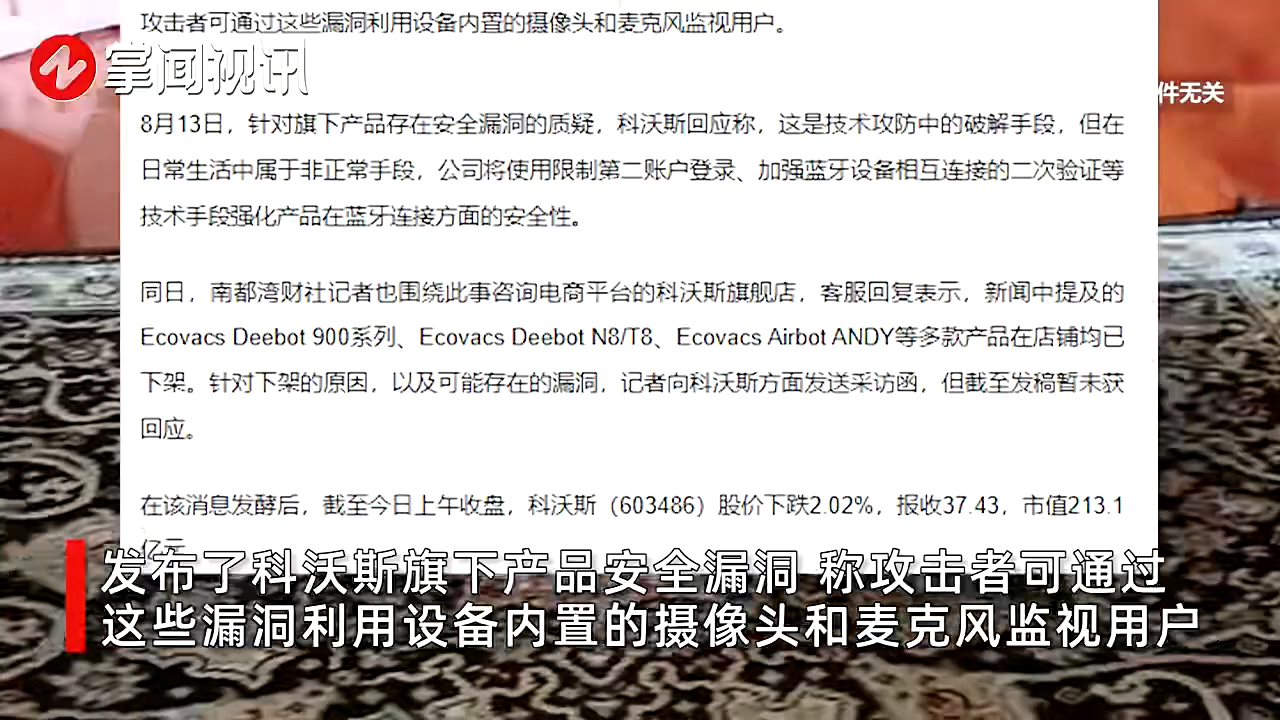 攻击者可通过这些漏洞利用设备内置的摄像头和麦克风监视用户。
掌闻视讯
件无关
8月13日，针对旗下产品存在安全漏洞的质疑，科沃斯回应称，这是技术攻防中的破解手段，但在
日常生活中属于非正常手段，公司将使用限制第二账户登录、加强蓝牙设备相互连接的二次验证等
技术手段强化产品在蓝牙连接方面的安全性。
同日，南都湾财社记者也围绕此事咨询电商平台的科沃斯旗舰店，客服回复表示，新闻中提及的
Ecovacs Deebot 900系列、Ecovacs Deebot N8/T8、Ecovacs Airbot ANDY等多款产品在店铺均已
下架。针对下架的原因，以及可能存在的漏洞，记者向科沃斯方面发送采访函，但截至发稿暂未获
回应。
在该消息发酵后，截至今日上午收盘，科沃斯（603486）股价下跌2.02%，报收37.43，市值213.1
亿元
发布了科沃斯旗下产品安全漏洞 称攻击者可通过
这些漏洞利用设备内置的摄像头和麦克风监视用户